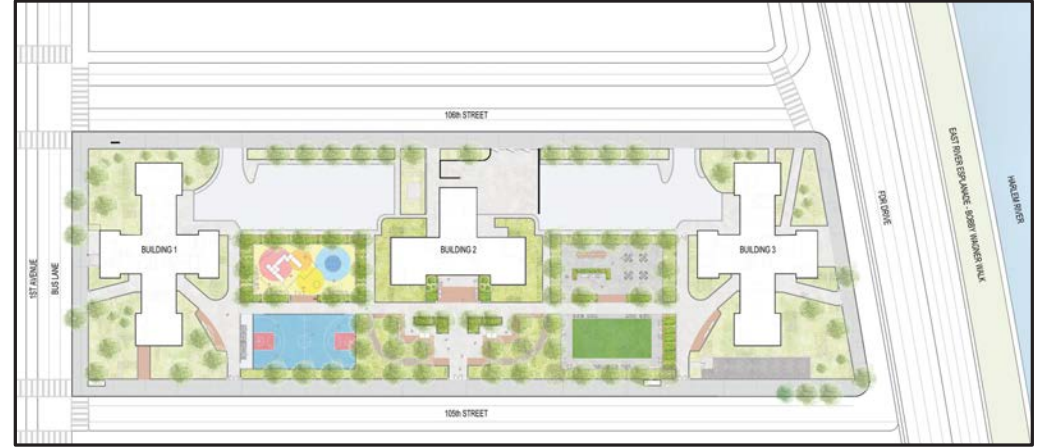 106th STREET
BUILDING 1
BUILDING 2
BUILDING 3
1ST AVENUE
BUS LANE
FDR DRIVE
EAST RIVER ESPLANADE - BOBBY WAGNER WALK
HARLEM RIVER
105th STREET